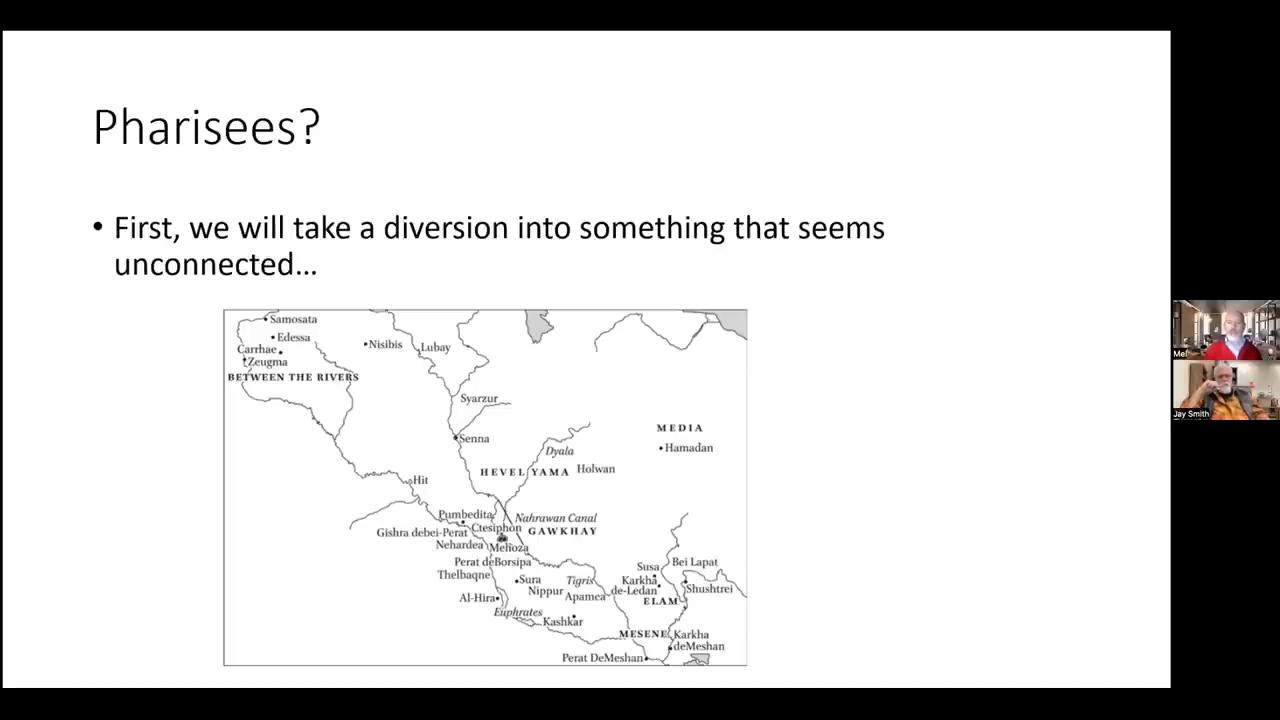 Pharisees?
• First, we will take a diversion into something that seems
unconnected...
Samosata
Edessa
Carrhae
Zeugma
Nisibis
Lubay
BETWEEN THE RIVERS
Syarzur
Senna
MEDIA
Hamadan
Dyala
HEVEL YAMA
Holwan
Hit
Pumbedita
Nahrawan Canal
Gishra debei-Perat
Ctesiphon
GAWKHAY
Nehardea
Meḥoza
Perat deBorsipa
Thelbaqne
Sura
Tigris
Nippur
Apamea
Al-Hira
Euphrates
Kashkar
Susa
Bei Lapat
Karkha
de-Ledan
Shushtrei
ELAM
MESENE
Karkha
deMeshan
Perat DeMeshan
Mel
Jay Smith